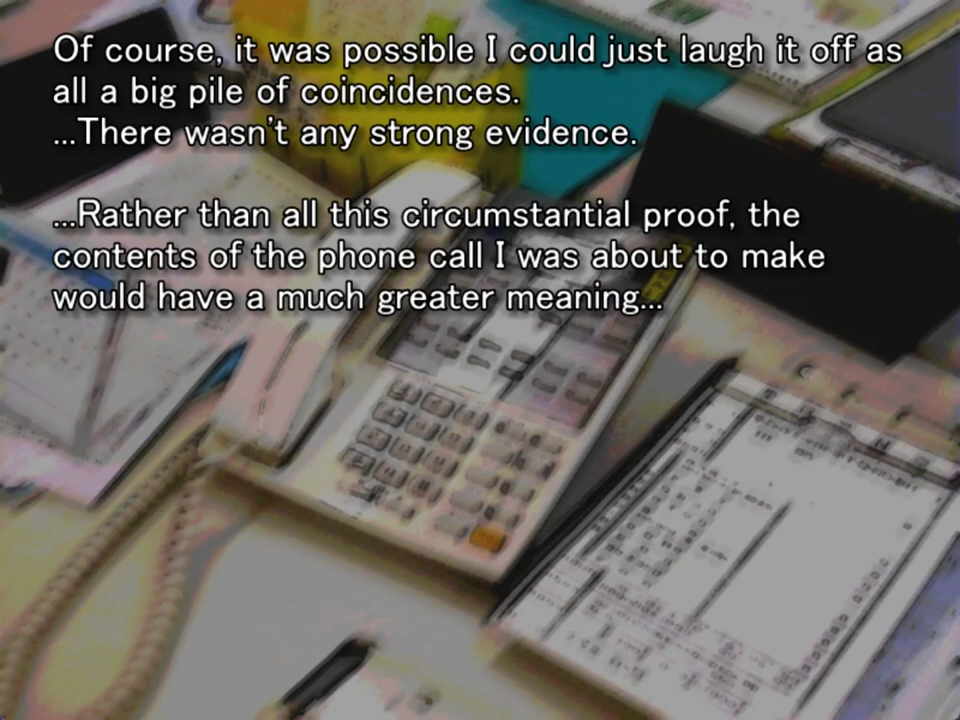 Of course, it was possible I could just laugh it off as
all a big pile of coincidences.
...There wasn't any strong evidence.
...Rather than all this circumstantial proof, the
contents of the phone call I was about to make
would have a much greater meaning...